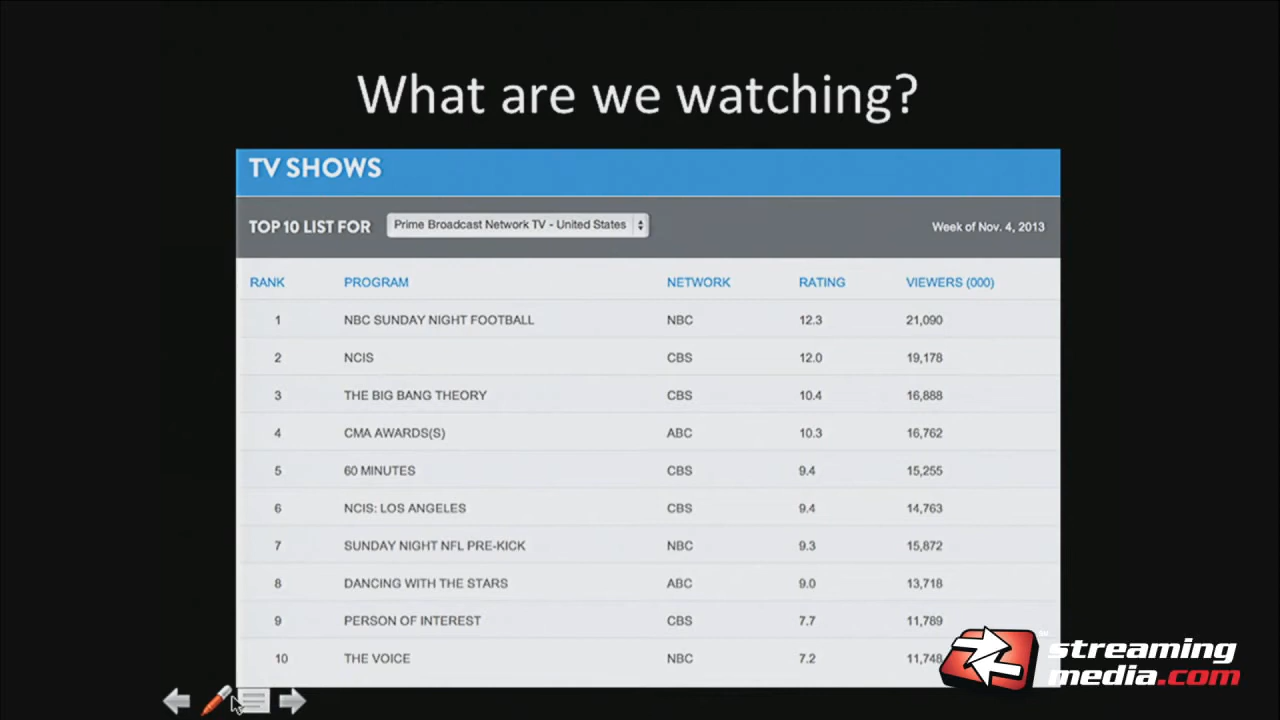 What are we watching?
TV SHOWS
TOP 10 LIST FOR Prime Broadcast Network TV - United States Week of Nov. 4, 2013
RANK PROGRAM NETWORK RATING VIEWERS (000)
1 NBC SUNDAY NIGHT FOOTBALL NBC 12.3 21,090
2 NCIS CBS 12.0 19,178
3 THE BIG BANG THEORY CBS 10.4 16,888
4 CMA AWARDS(S) ABC 10.3 16,762
5 60 MINUTES CBS 9.4 15,255
6 NCIS: LOS ANGELES CBS 9.4 14,763
7 SUNDAY NIGHT NFL PRE-KICK NBC 9.3 15,872
8 DANCING WITH THE STARS ABC 9.0 13,718
9 PERSON OF INTEREST CBS 7.7 11,789
10 THE VOICE NBC 7.2 11,748
streaming
media.com